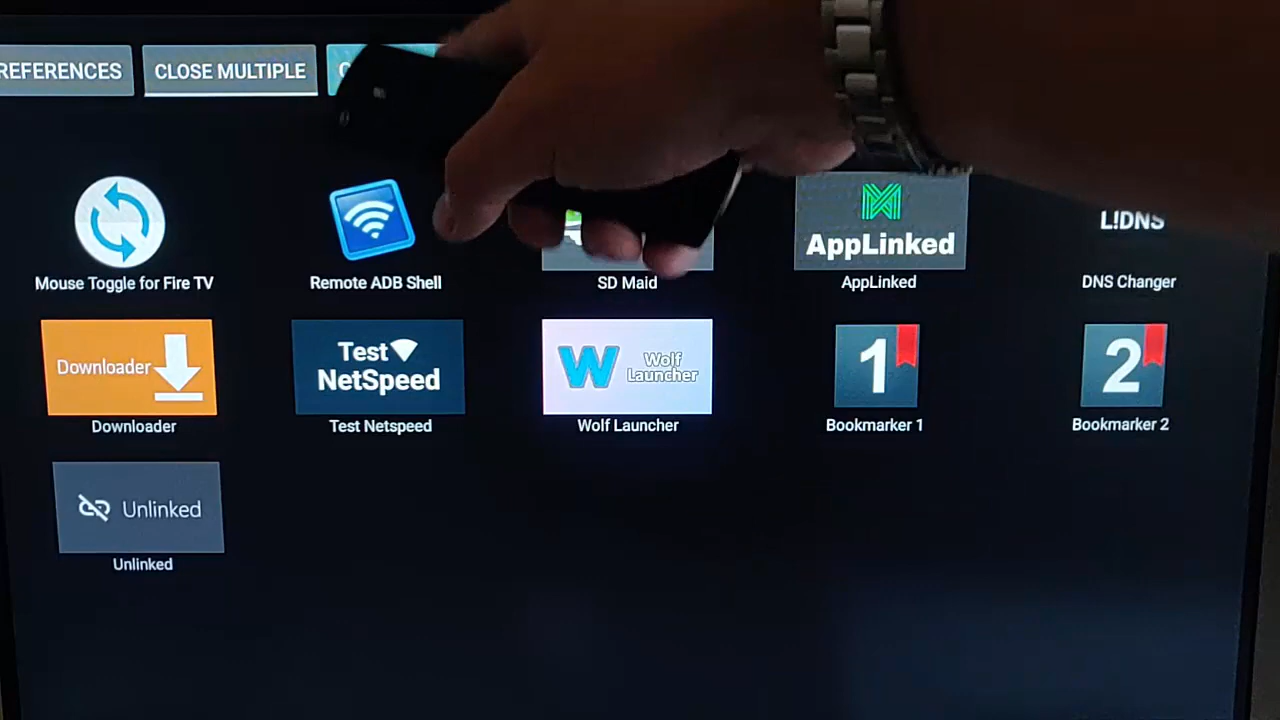 REFERENCES
CLOSE MULTIPLE
AppLinked
L!DNS
Mouse Toggle for Fire TV
Remote ADB Shell
SD Maid
AppLinked
DNS Changer
Downloader
Test
NetSpeed
W
Wolf
Launcher
1
2
Downloader
Test Netspeed
Wolf Launcher
Bookmarker 1
Bookmarker 2
Unlinked
Unlinked